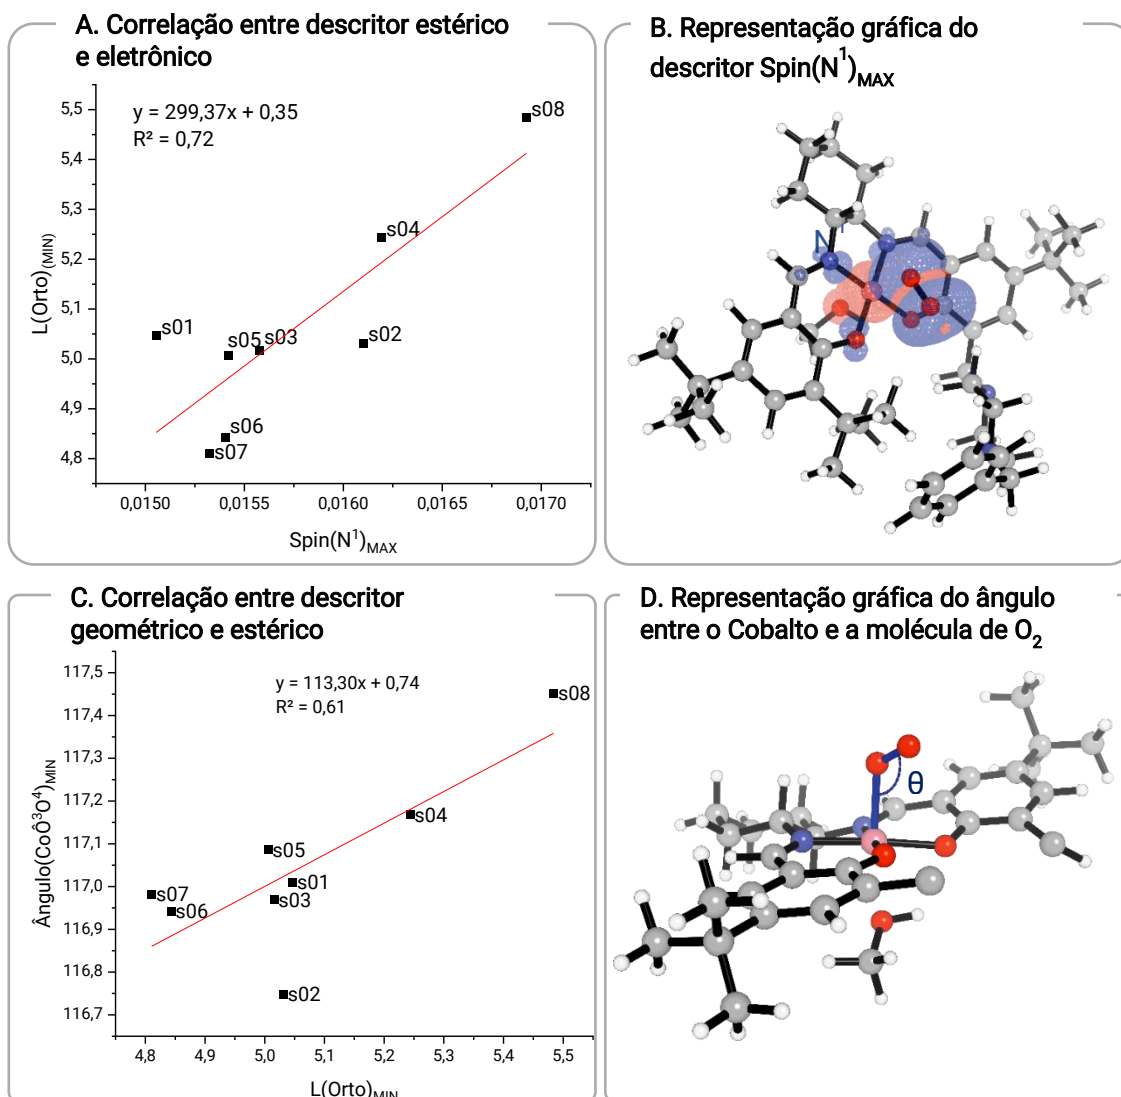 A. Correlação entre descritor estérico
e eletrônico
y = 299,37x + 0,35
R² = 0,72
5,5
5,4
5,3
5,2
5,1
5,0
4,9
4,8
L(Orto)(MIN)
s08
s04
s01
s02
s05
s03
s06
s07
0,0150
0,0155
0,0160
0,0165
0,0170
Spin(N¹)MAX
B. Representação gráfica do
descritor Spin(N¹)MAX
N¹
C. Correlação entre descritor
geométrico e estérico
y = 113,30x + 0,74
R² = 0,61
117,5
117,4
117,3
117,2
117,1
117,0
116,9
116,8
116,7
Ângulo(CoÔ³O⁴)MIN
s08
s04
s05
s01
s07
s03
s06
s02
4,8
4,9
5,0
5,1
5,2
5,3
5,4
5,5
L(Orto)MIN
D. Representação gráfica do ângulo
entre o Cobalto e a molécula de O₂
θ